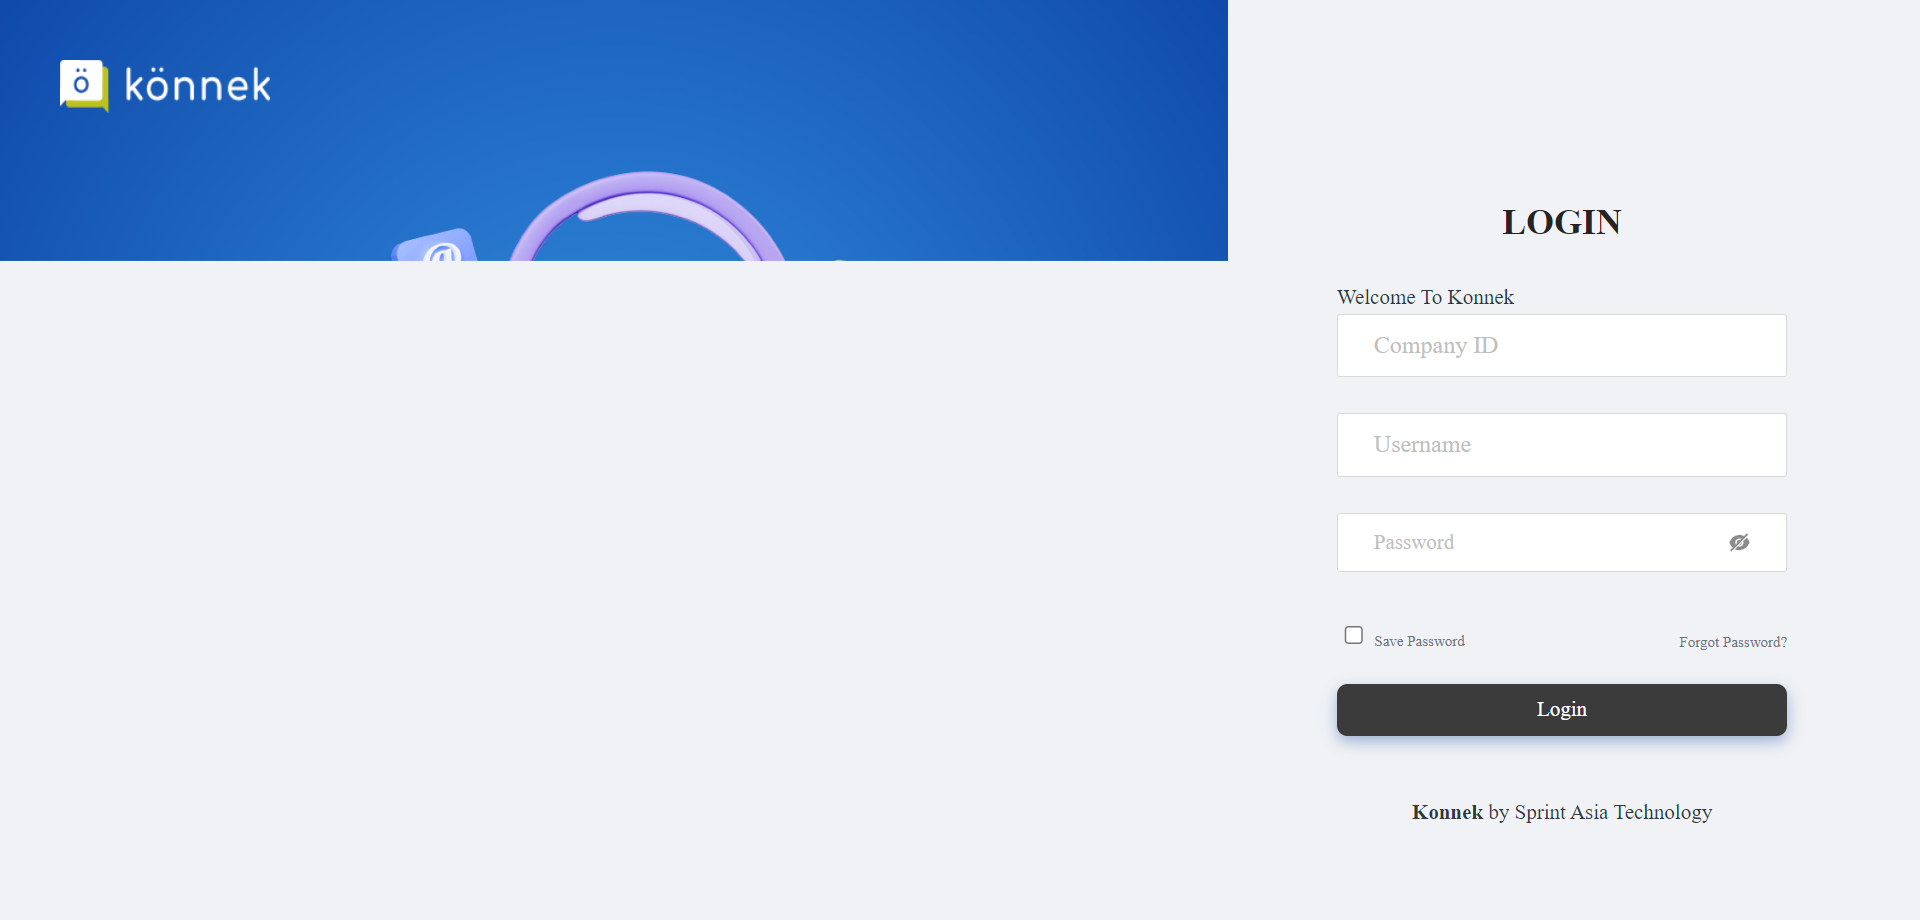 ö könnek
@
LOGIN
Welcome To Konnek
Company ID
Username
Password
Save Password
Forgot Password?
Login
Konnek by Sprint Asia Technology